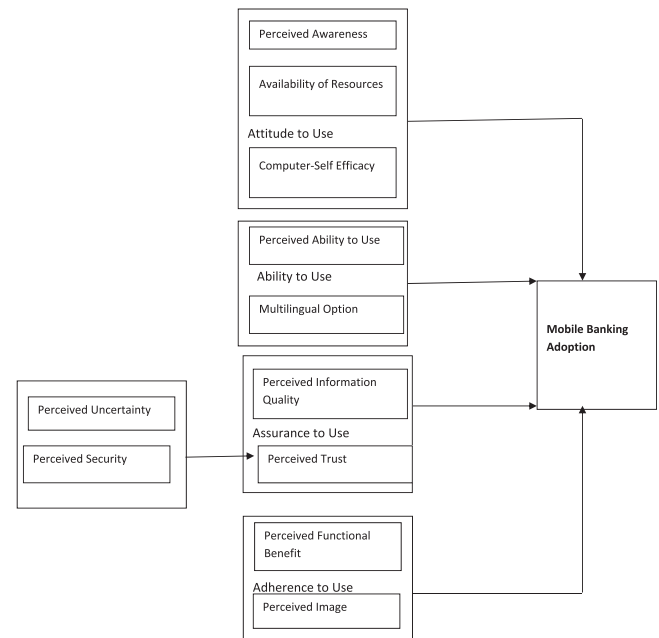 Perceived Awareness
Availability of Resources
Attitude to Use
Computer-Self Efficacy
Perceived Ability to Use
Ability to Use
Multilingual Option
Mobile Banking
Adoption
Perceived Information
Quality
Assurance to Use
Perceived Trust
Perceived Uncertainty
Perceived Security
Perceived Functional
Benefit
Adherence to Use
Perceived Image